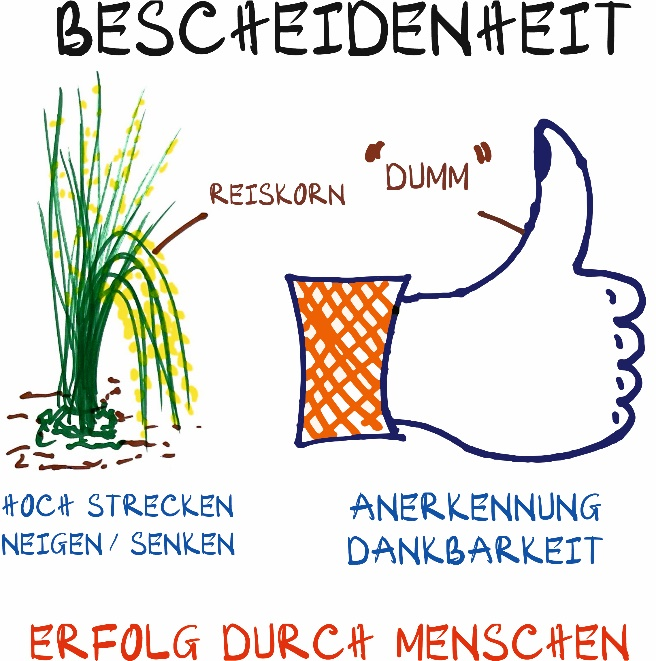 BESCHEIDENHEIT
REISKORN
"DUMM"
HOCH STRECKEN
NEIGEN/ SENKEN
ANERKENNUNG
DANKBARKEIT
ERFOLG DURCH MENSCHEN